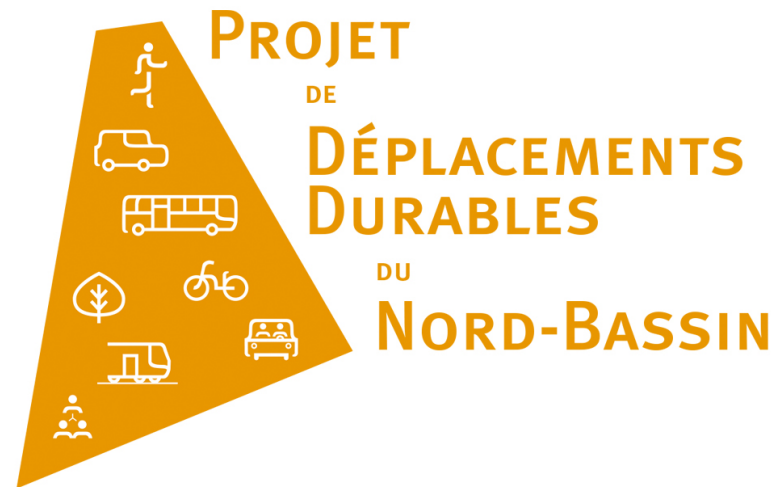 Projet
de
Déplacements
Durables
du
Nord-Bassin